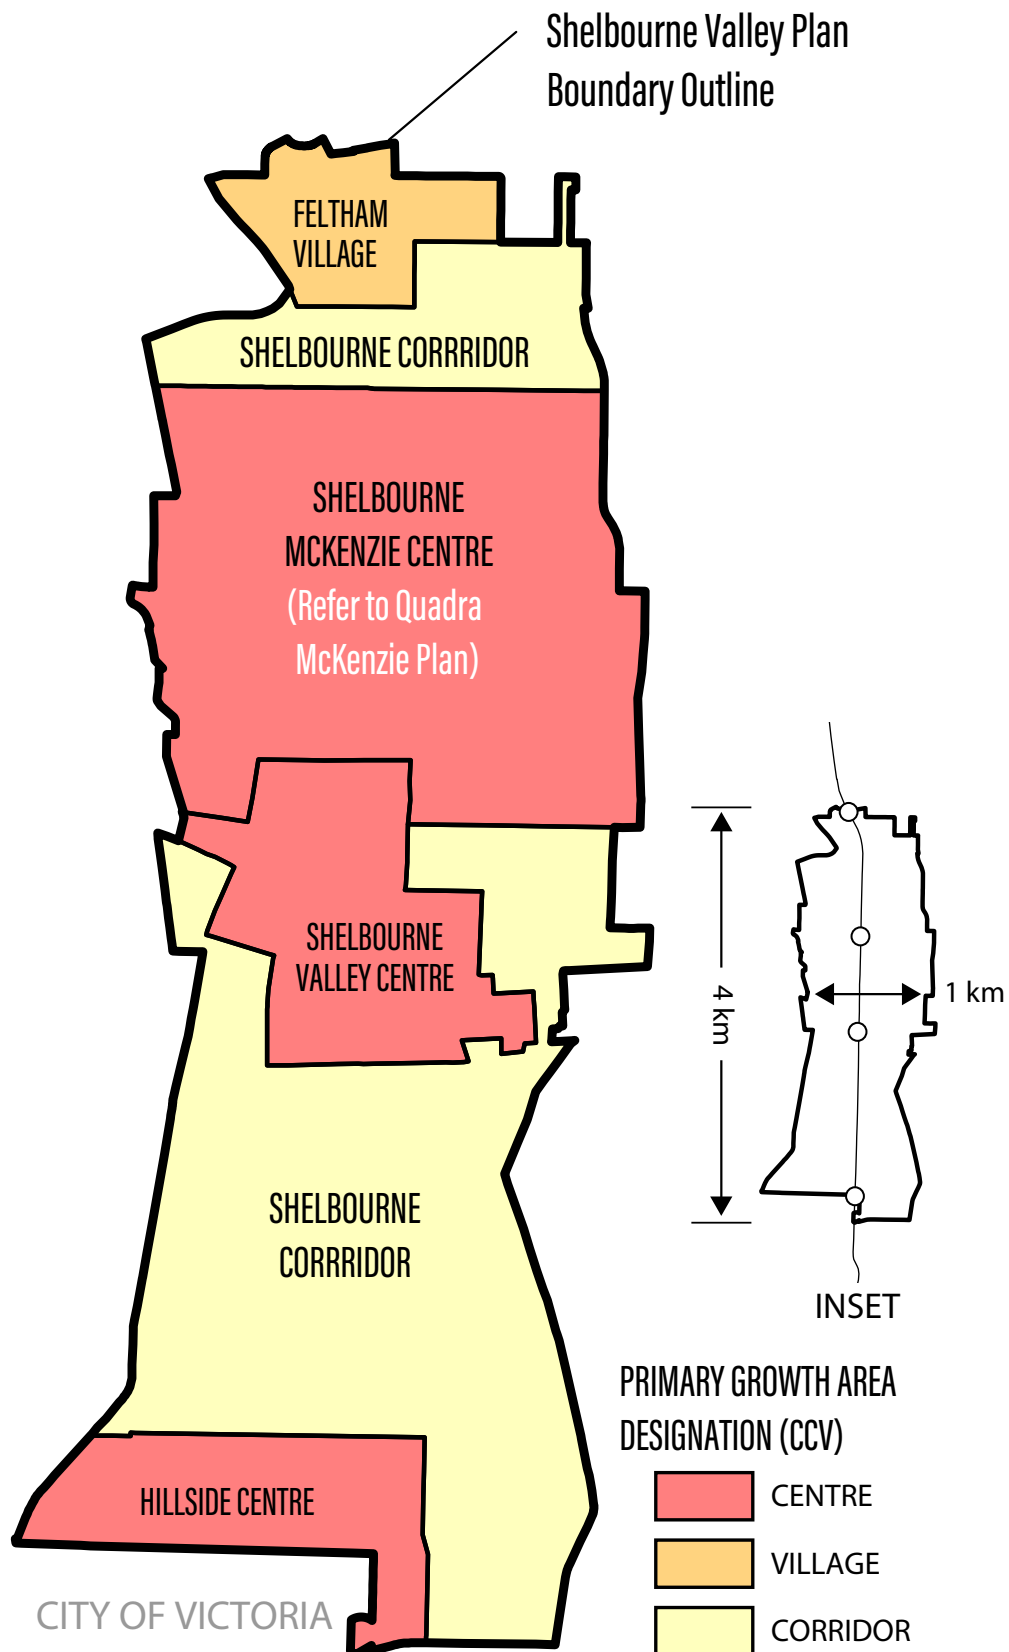 Shelbourne Valley Plan
Boundary Outline
FELTHAM
VILLAGE
SHELBOURNE CORRRIDOR
SHELBOURNE
MCKENZIE CENTRE
(Refer to Quadra
McKenzie Plan)
SHELBOURNE
VALLEY CENTRE
4 km
1 km
SHELBOURNE
CORRRIDOR
INSET
PRIMARY GROWTH AREA
DESIGNATION (CCV)
CENTRE
HILLSIDE CENTRE
VILLAGE
CITY OF VICTORIA
CORRIDOR